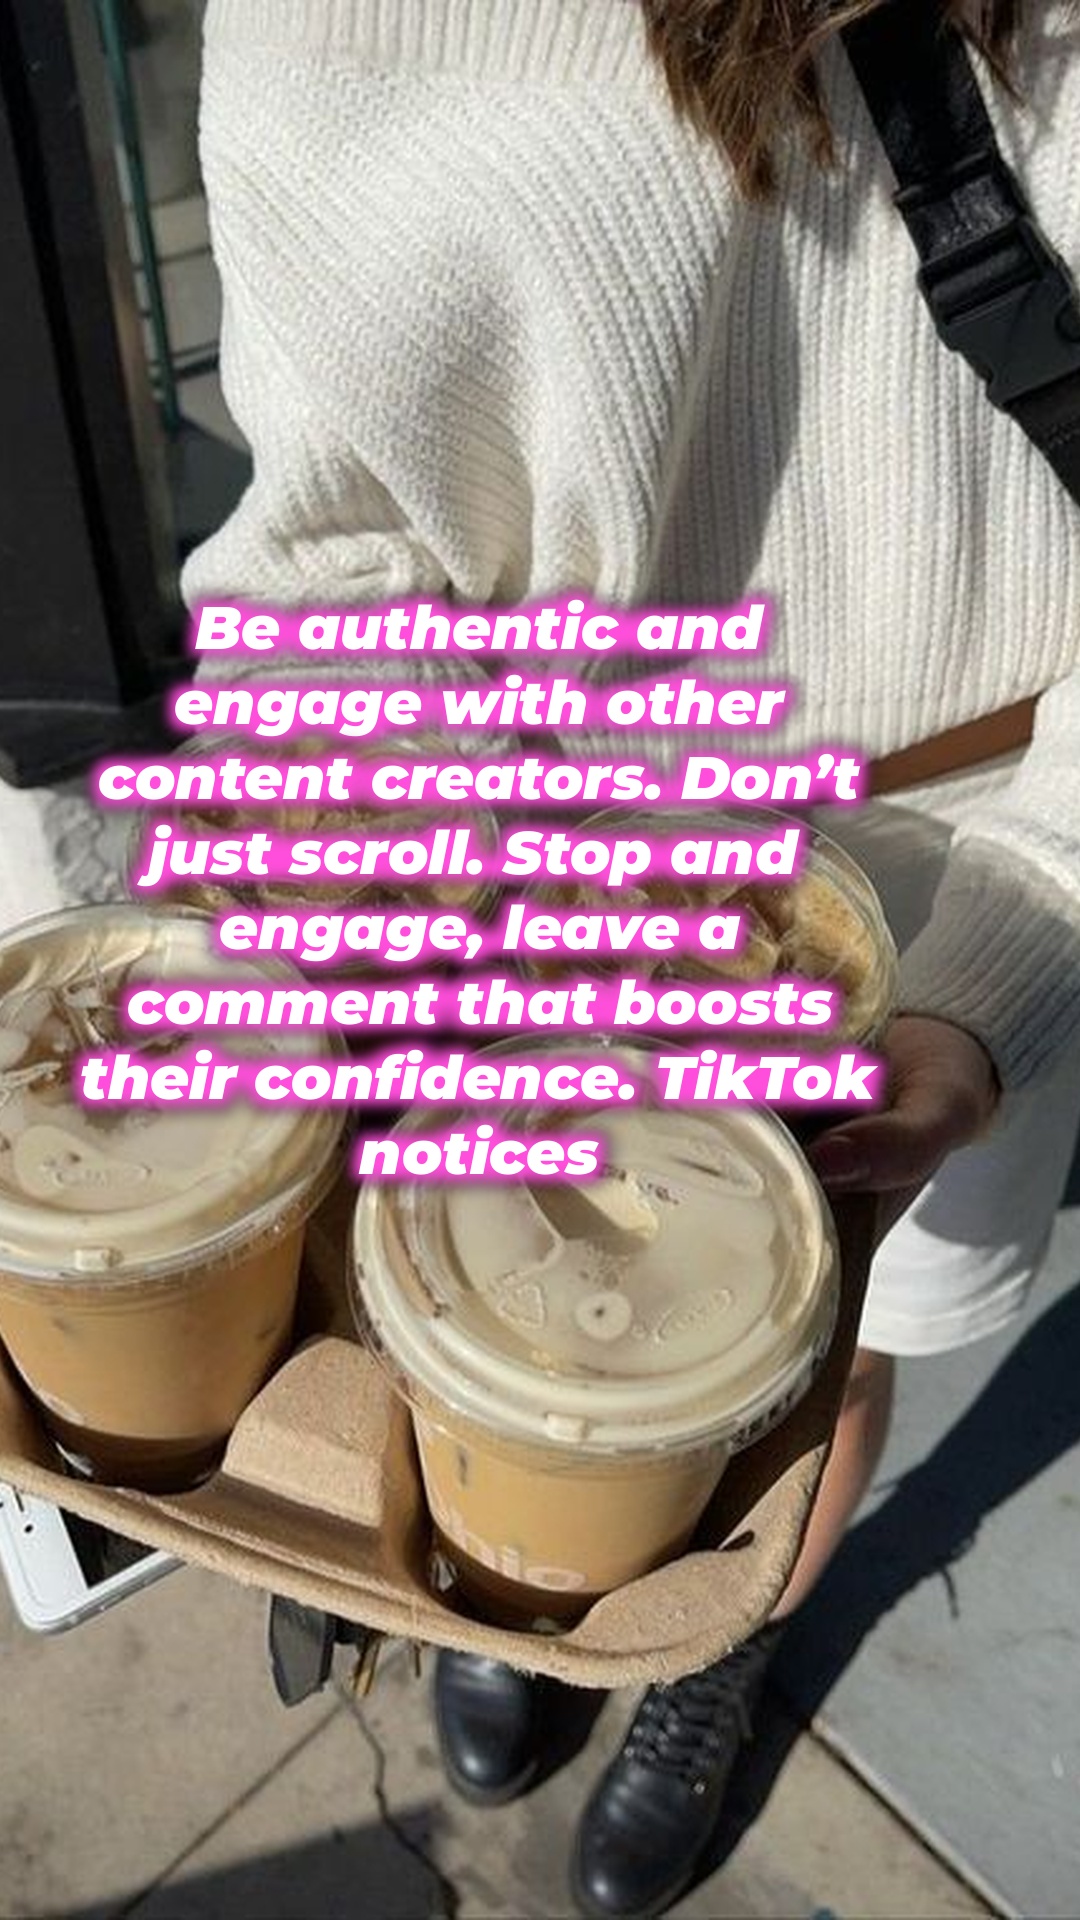 Be authentic and
engage with other
content creators. Don’t
just scroll. Stop and
engage, leave a
comment that boosts
their confidence. TikTok
notices